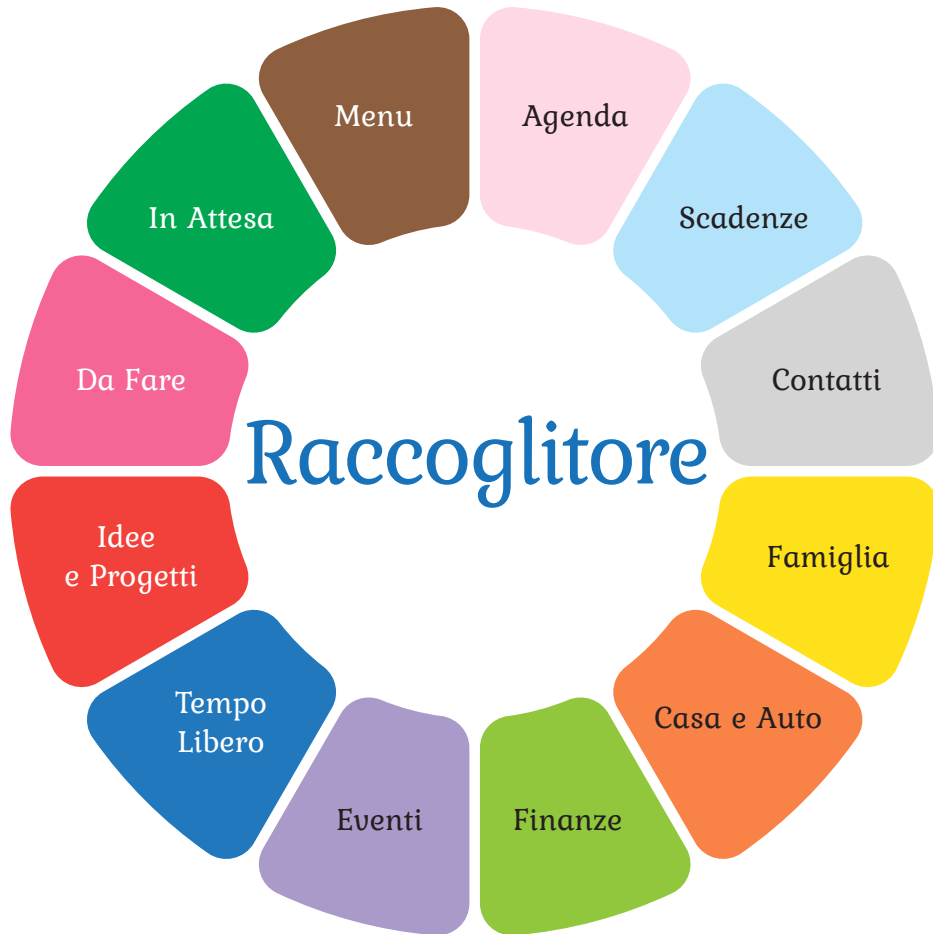 Menu
Agenda
In Attesa
Scadenze
Da Fare
Contatti
Raccoglitore
Idee
e Progetti
Famiglia
Tempo
Libero
Casa e Auto
Eventi
Finanze